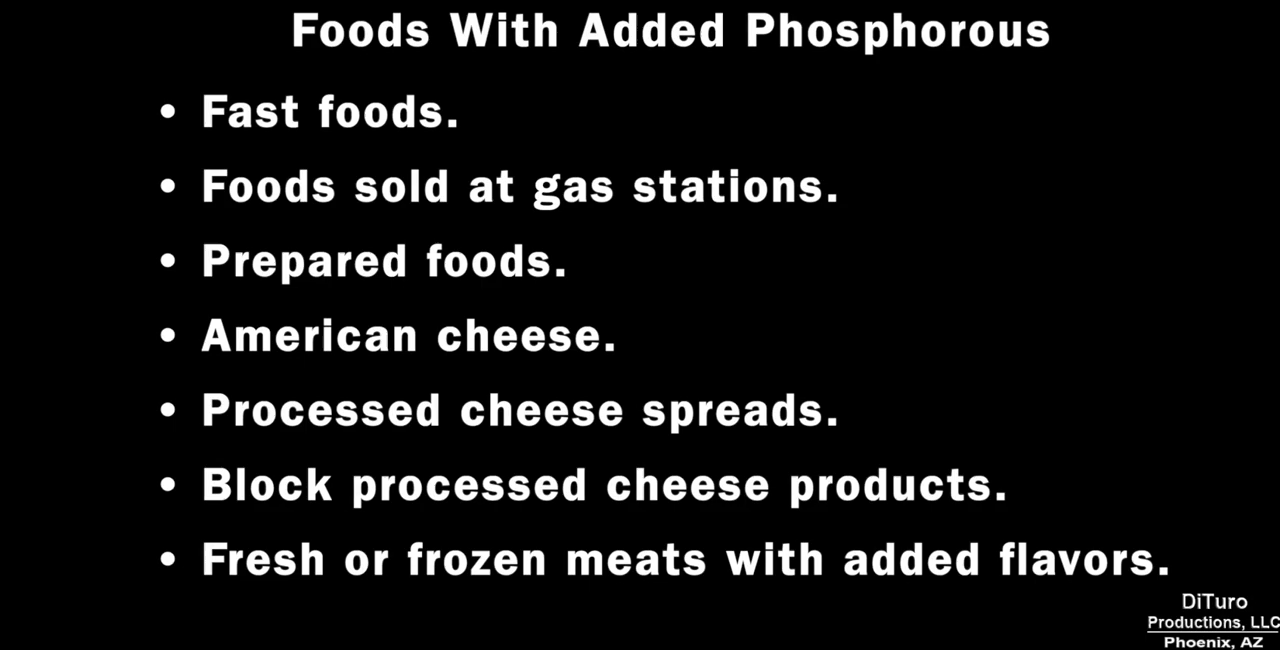 Foods With Added Phosphorous
• Fast foods.
• Foods sold at gas stations.
• Prepared foods.
• American cheese.
• Processed cheese spreads.
• Block processed cheese products.
• Fresh or frozen meats with added flavors.
DiTuro
Productions, LLC
Phoenix, AZ